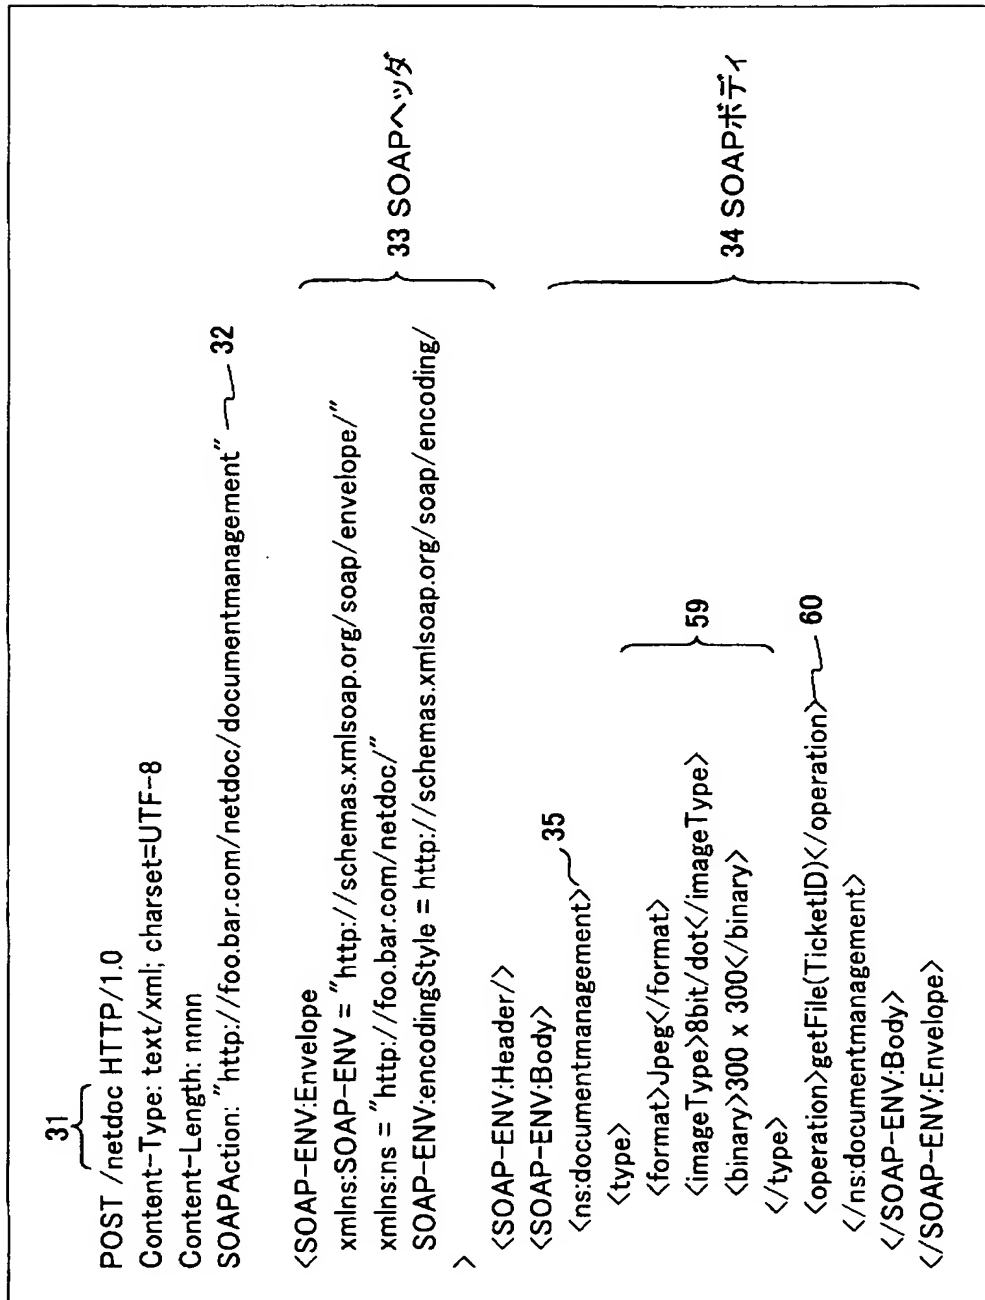 31
POST /netdoc HTTP/1.0
Content-Type: text/xml; charset=UTF-8
Content-Length: nnnn
SOAPAction: "http://foo.bar.com/netdoc/documentmanagement" 32
<SOAP-ENV:Envelope
xmlns:SOAP-ENV = "http://schemas.xmlsoap.org/soap/envelope/"
xmlns:ns = "http://foo.bar.com/netdoc/"
SOAP-ENV:encodingStyle = http://schemas.xmlsoap.org/soap/encoding/
>
33 SOAPヘッダ
<SOAP-ENV:Header/>
<SOAP-ENV:Body>
<ns:documentmanagement> 35
<type>
<format>Jpeg</format>
<imageType>8bit/dot</imageType>
<binary>300 x 300</binary>
</type>
59
<operation>getFile(TicketID)</operation> 60
</ns:documentmanagement>
</SOAP-ENV:Body>
</SOAP-ENV:Envelope>
34 SOAPボディ